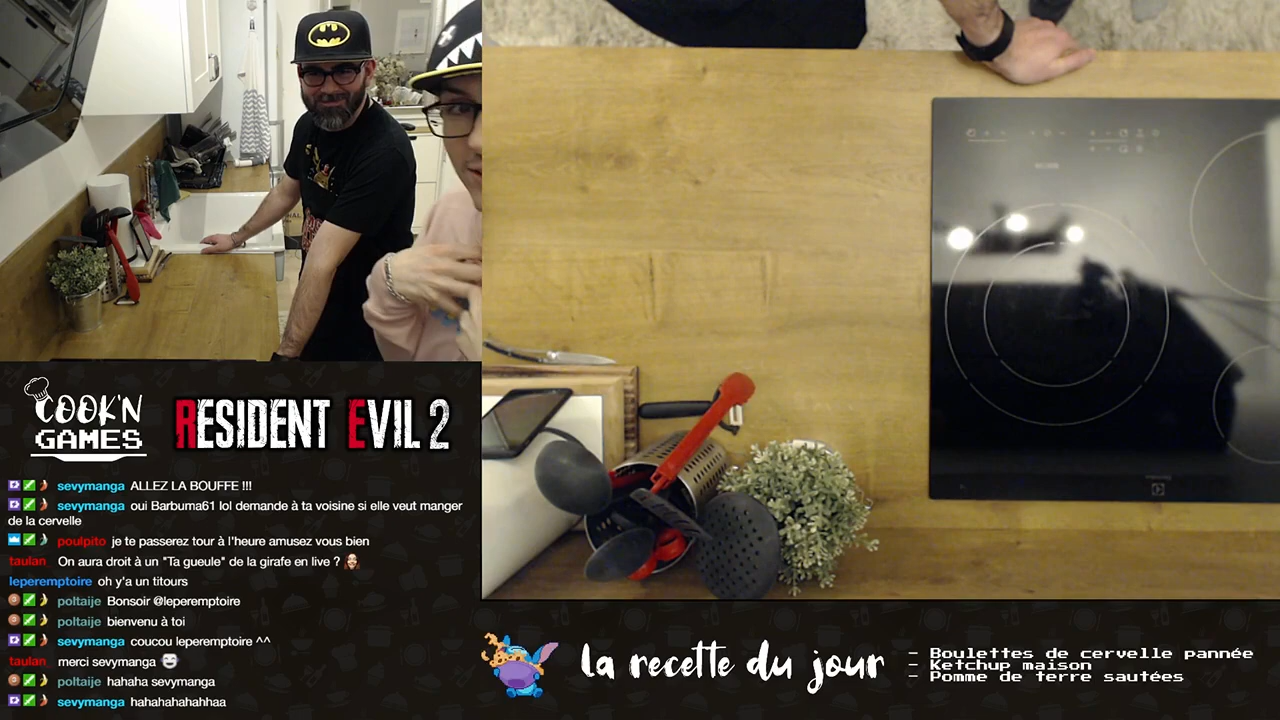 COOK'N
GAMES
RESIDENT EVIL 2
sevymanga ALLEZ LA BOUFFE !!!
sevymanga oui Barbuma61 lol demande à ta voisine si elle veut manger
de la cervelle
poulpito je te passerez tour à l'heure amusez vous bien
taulan On aura droit à un "Ta gueule" de la girafe en live ?
leperemptoire oh y'a un titours
poltaije Bonsoir @leperemptoire
poltaije bienvenu à toi
sevymanga coucou leperemptoire ^^
taulan merci sevymanga
poltaije hahaha sevymanga
sevymanga hahahahahahhaa
la recette du jour
- Boulettes de cervelle pannée
- Ketchup maison
- Pomme de terre sautées